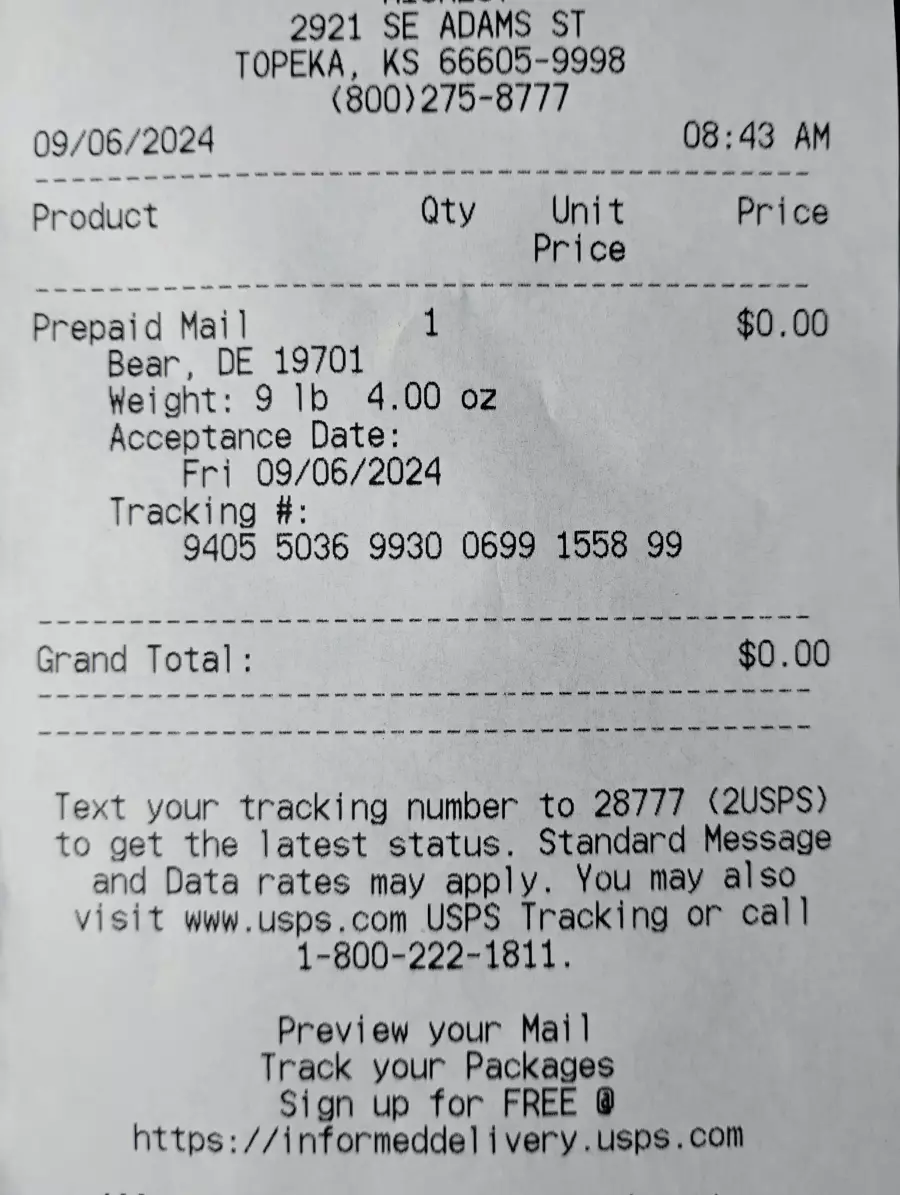 2921 SE ADAMS ST
TOPEKA, KS 66605-9998
(800)275-8777
09/06/2024 08:43 AM
Product Qty Unit Price
Price
Prepaid Mail 1 $0.00
Bear, DE 19701
Weight: 9 lb 4.00 oz
Acceptance Date:
Fri 09/06/2024
Tracking #:
9405 5036 9930 0699 1558 99
Grand Total: $0.00
Text your tracking number to 28777 (2USPS)
to get the latest status. Standard Message
and Data rates may apply. You may also
visit www.usps.com USPS Tracking or call
1-800-222-1811.
Preview your Mail
Track your Packages
Sign up for FREE @
https://informeddelivery.usps.com